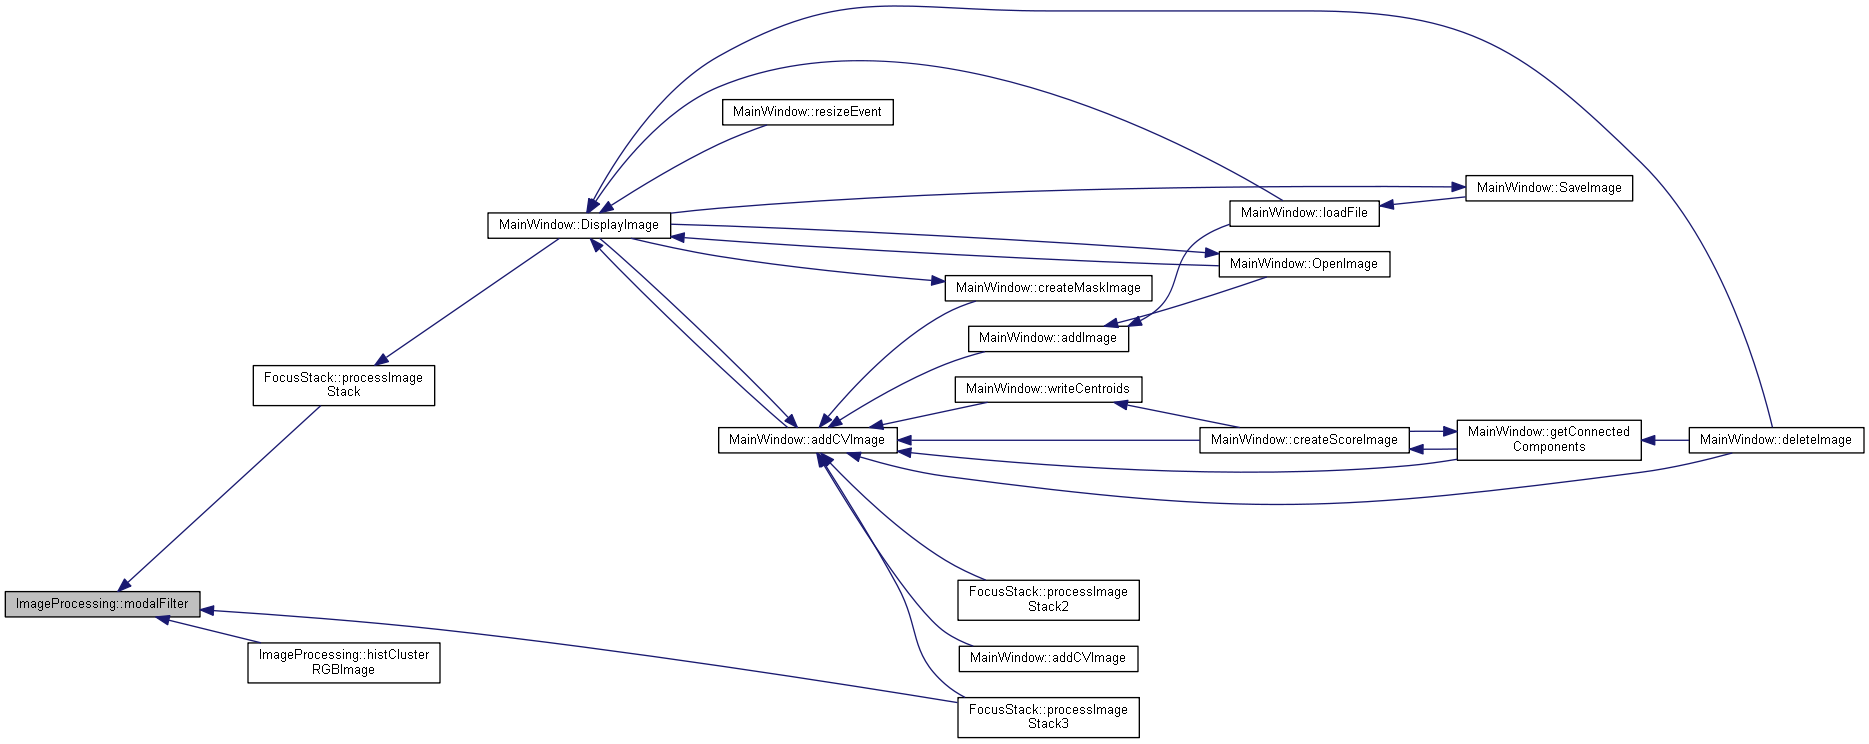 MainWindow::resizeEvent
MainWindow::SaveImage
MainWindow::loadFile
MainWindow::DisplayImage
MainWindow::OpenImage
MainWindow::createMaskImage
MainWindow::addImage
FocusStack::processImage
Stack
MainWindow::writeCentroids
MainWindow::addCVImage
MainWindow::createScoreImage
MainWindow::getConnected
Components
MainWindow::deleteImage
FocusStack::processImage
Stack2
ImageProcessing::modalFilter
ImageProcessing::histCluster
RGBImage
MainWindow::addCVImage
FocusStack::processImage
Stack3